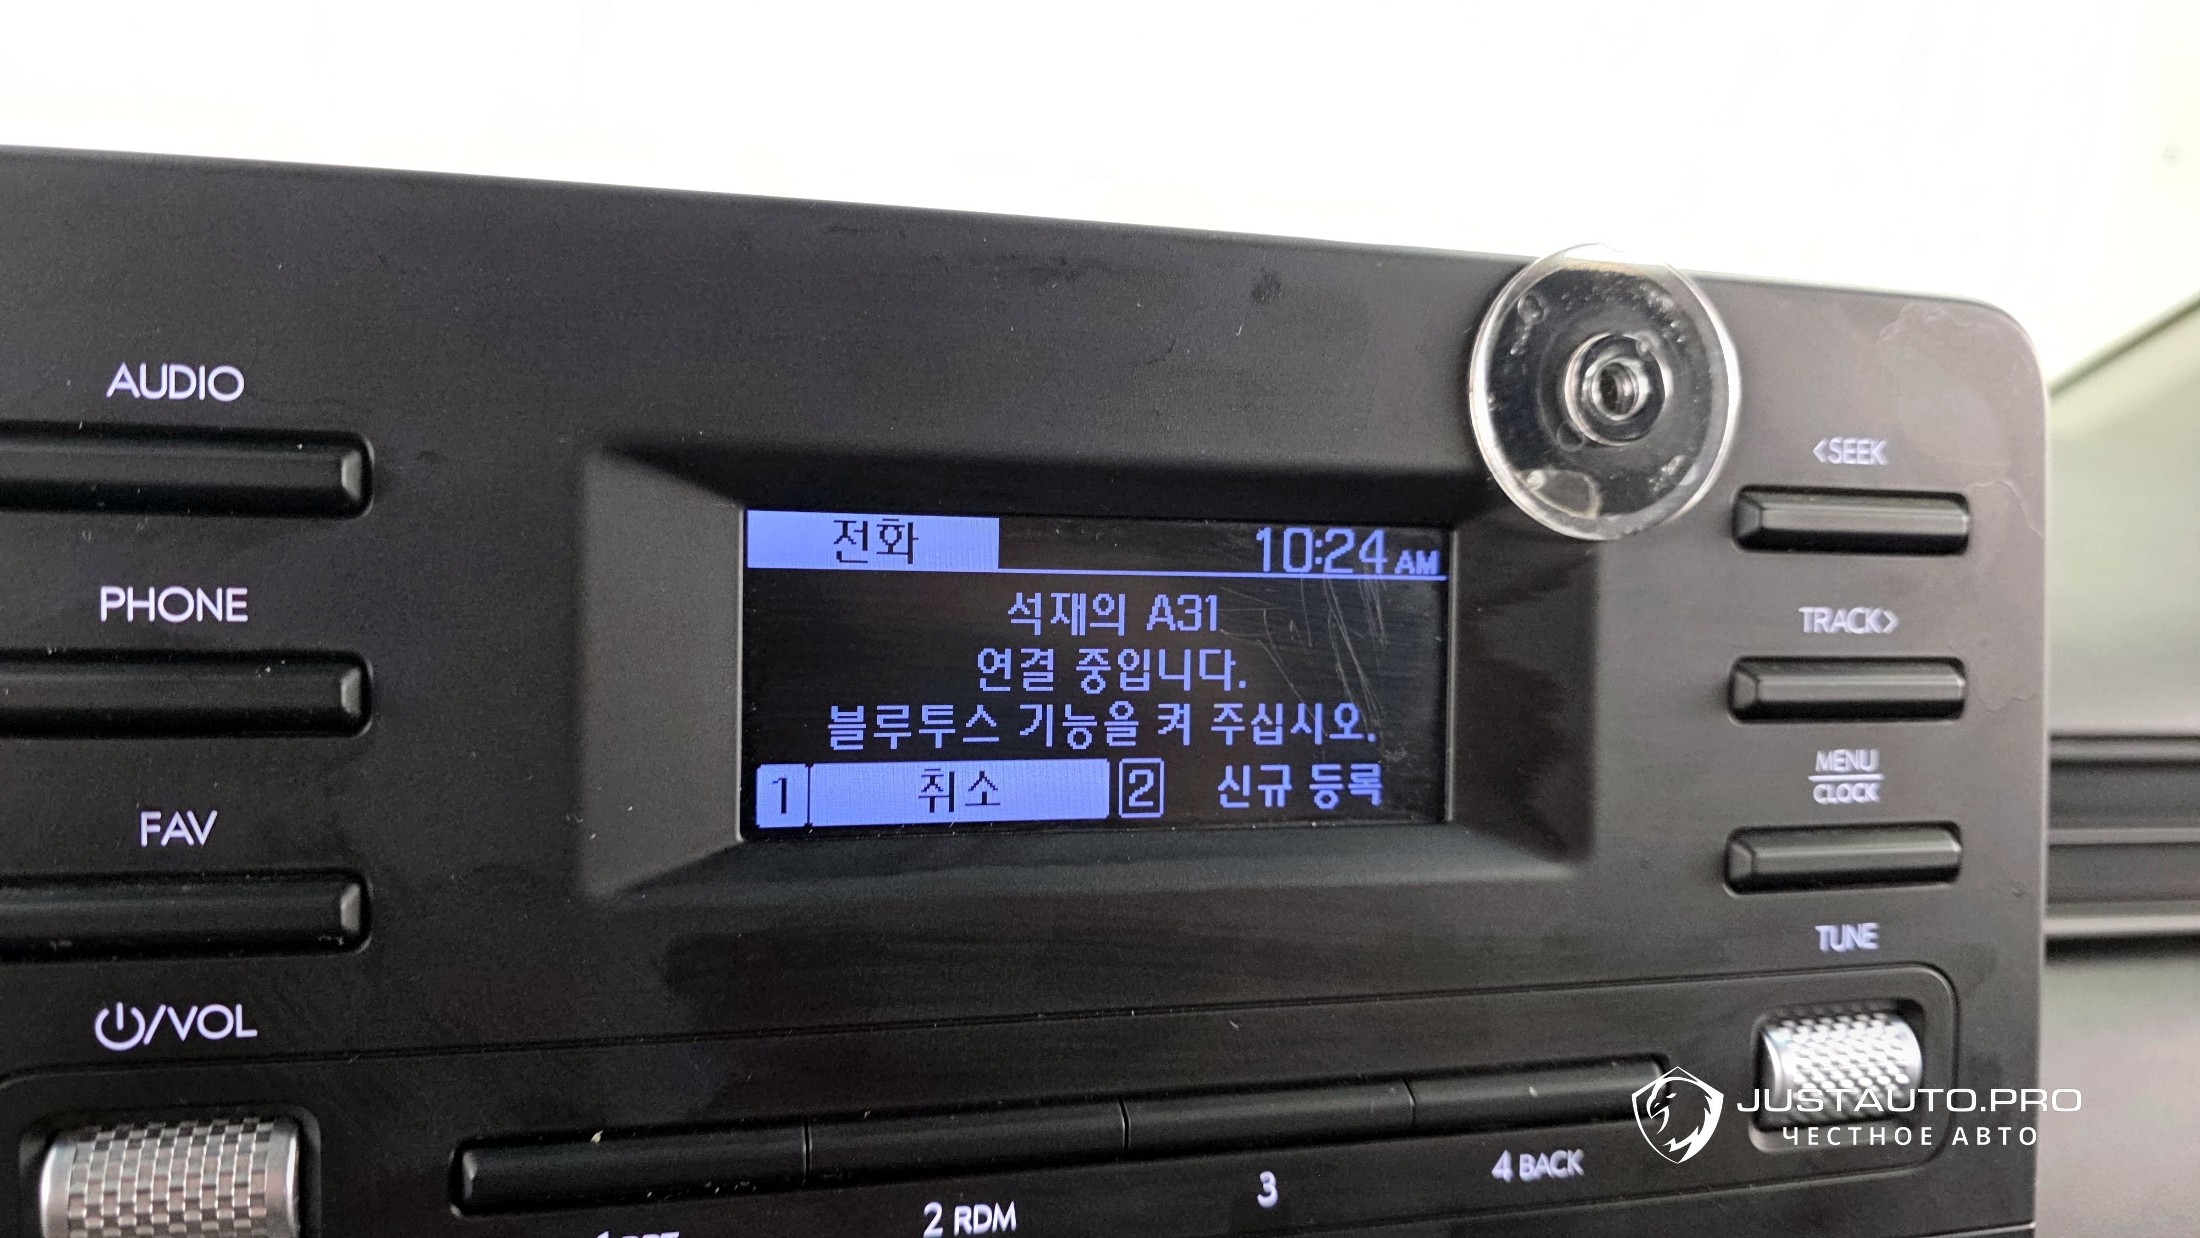 AUDIO
PHONE
FAV
/VOL
전화
10:24 AM
석재의 A31
연결 중입니다.
블루투스 기능을 켜 주십시오.
1 취소 2 신규 등록
<SEEK
TRACK>
MENU
CLOCK
TUNE
2 RDM
3
4 BACK
JUSTAUTO.PRO
ЧЕСТНОЕ АВТО